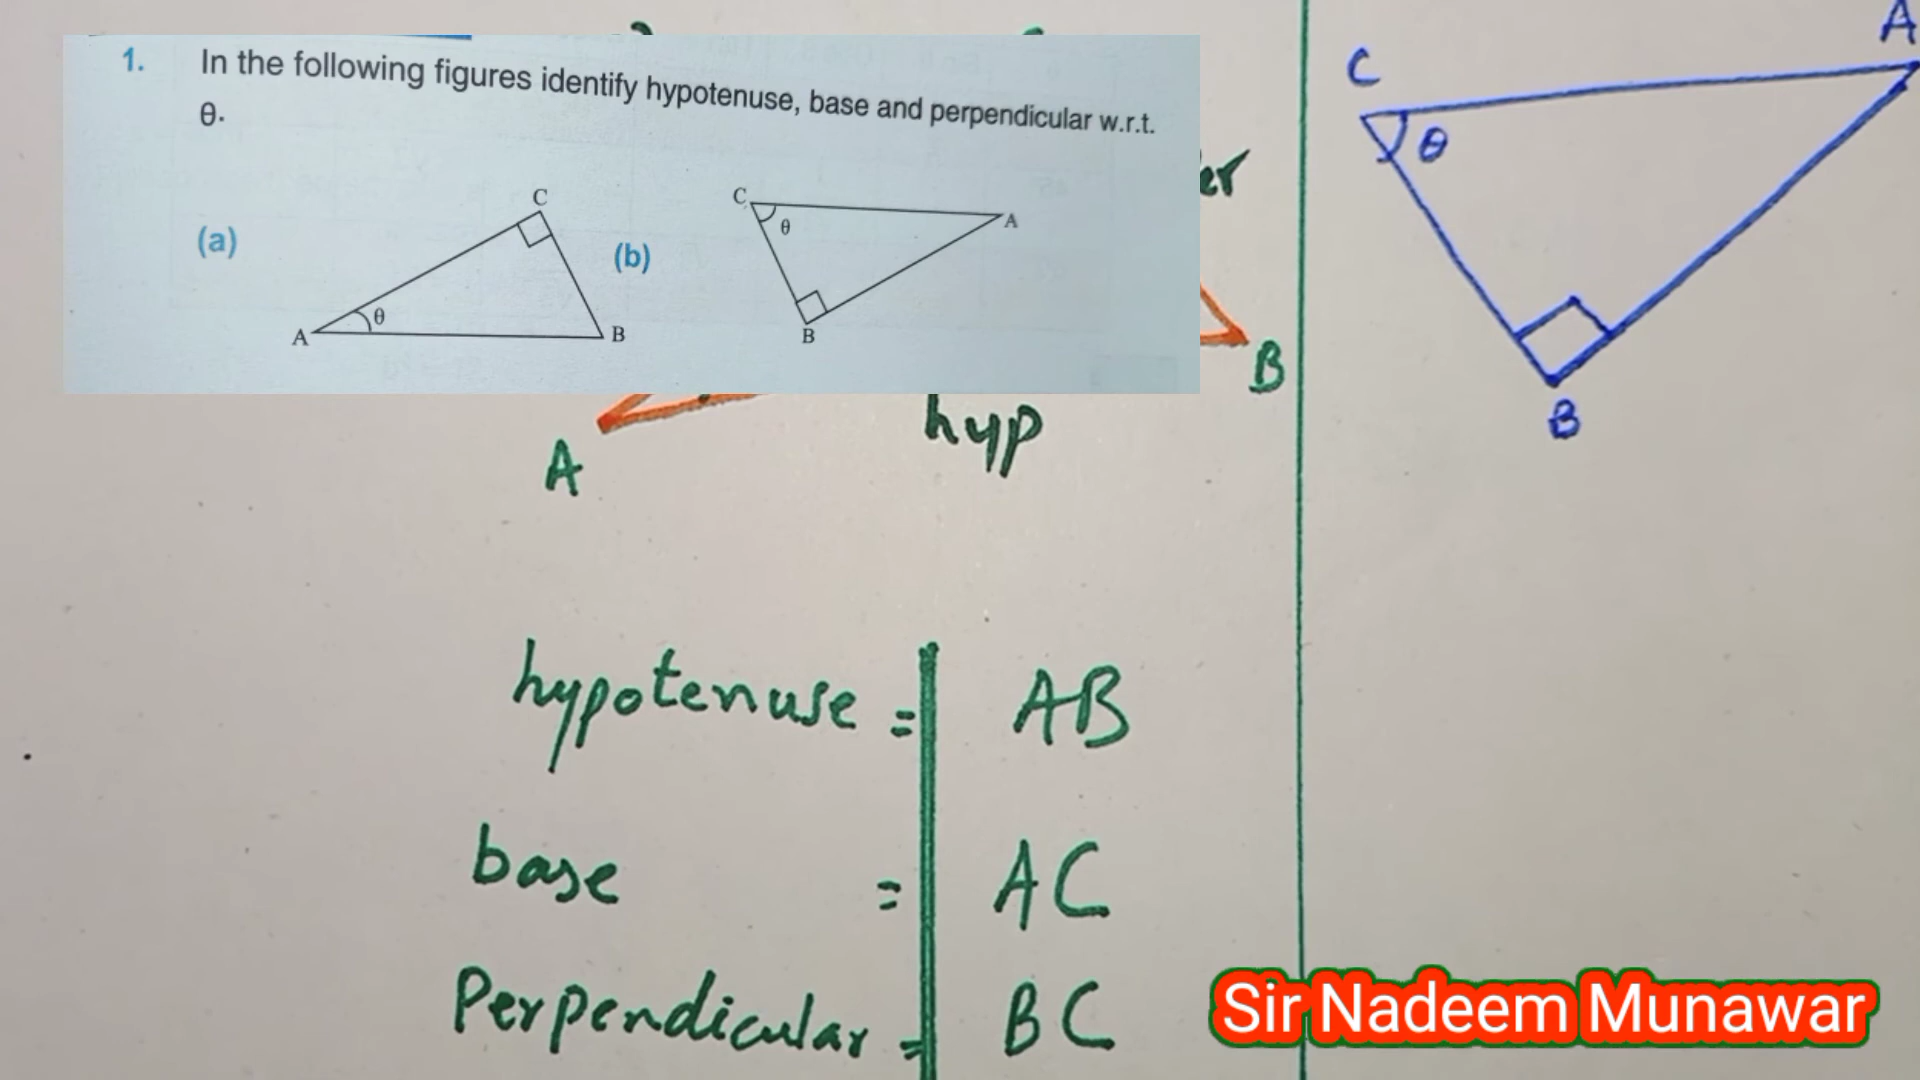 1. In the following figures identify hypotenuse, base and perpendicular w.r.t.
θ.
(a)
C
A
θ
B
(b)
C
θ
A
B
er
B
A
hyp
C
A
θ
B
hypotenuse = AB
base = AC
Perpendicular = BC
Sir Nadeem Munawar